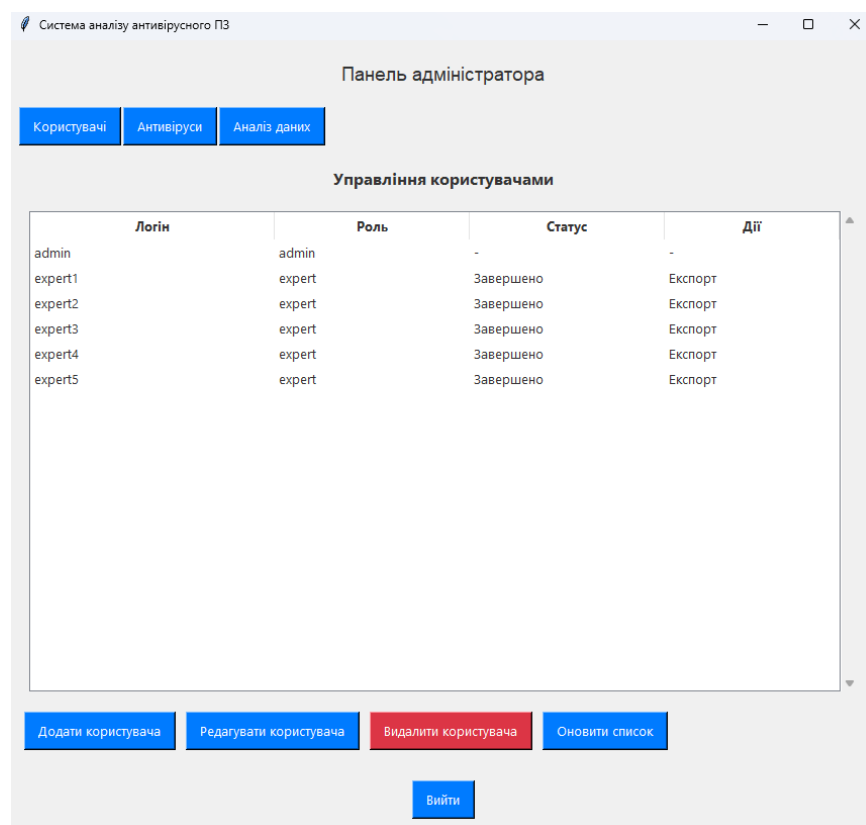 Система аналізу антивірусного ПЗ
Панель адміністратора
Користувачі Антивіруси Аналіз даних
Управління користувачами
Логін Роль Статус Дії
admin admin - -
expert1 expert Завершено Експорт
expert2 expert Завершено Експорт
expert3 expert Завершено Експорт
expert4 expert Завершено Експорт
expert5 expert Завершено Експорт
Додати користувача Редагувати користувача Видалити користувача Оновити список
Вийти